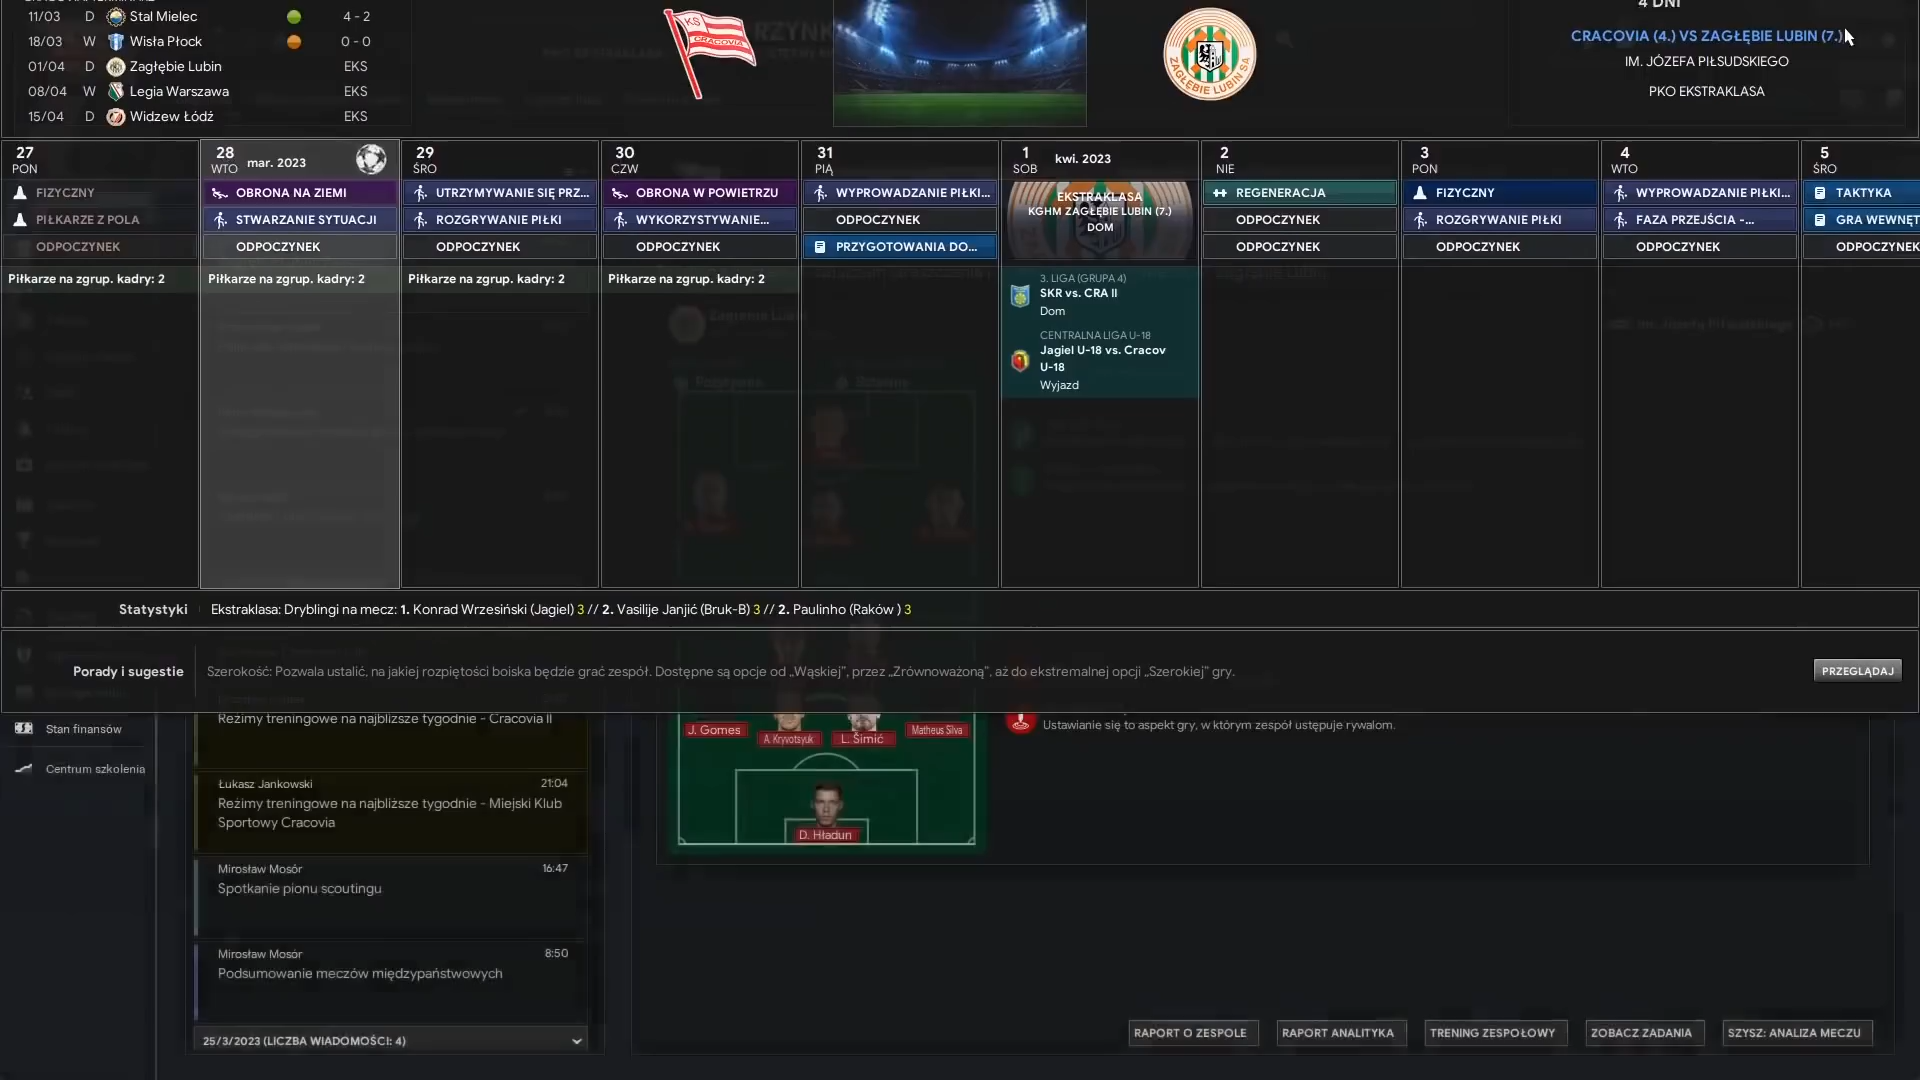 11/03 D Stal Mielec 4 - 2
18/03 W Wisła Płock 0 - 0
01/04 D Zagłębie Lubin EKS
08/04 W Legia Warszawa EKS
15/04 D Widzew Łódź EKS
KS
CRACOVIA
ZAGŁĘBIE LUBIN SA
4 DNI
CRACOVIA (4.) VS ZAGŁĘBIE LUBIN (7.)
IM. JÓZEFA PIŁSUDSKIEGO
PKO EKSTRAKLASA
27
PON
FIZYCZNY
PIŁKARZE Z POLA
ODPOCZYNEK
Piłkarze na zgrup. kadry: 2
28
WTO
mar. 2023
OBRONA NA ZIEMI
STWARZANIE SYTUACJI
ODPOCZYNEK
Piłkarze na zgrup. kadry: 2
29
ŚRO
UTRZYMYWANIE SIĘ PRZ...
ROZGRYWANIE PIŁKI
ODPOCZYNEK
Piłkarze na zgrup. kadry: 2
30
CZW
OBRONA W POWIETRZU
WYKORZYSTYWANIE...
ODPOCZYNEK
Piłkarze na zgrup. kadry: 2
31
PIĄ
WYPROWADZANIE PIŁKI...
ODPOCZYNEK
PRZYGOTOWANIA DO...
1
SOB
kwi. 2023
EKSTRAKLASA
KGHM ZAGŁĘBIE LUBIN (7.)
DOM
3. LIGA (GRUPA 4)
SKR vs. CRA II
Dom
CENTRALNA LIGA U-18
Jagiel U-18 vs. Cracov
U-18
Wyjazd
2
NIE
REGENERACJA
ODPOCZYNEK
ODPOCZYNEK
3
PON
FIZYCZNY
ROZGRYWANIE PIŁKI
ODPOCZYNEK
4
WTO
WYPROWADZANIE PIŁKI...
FAZA PRZEJŚCIA -...
ODPOCZYNEK
5
ŚRO
TAKTYKA
GRA WEWNĘT
ODPOCZYNEK
Statystyki Ekstraklasa: Dryblingi na mecz: 1. Konrad Wrzesiński (Jagiel) 3 // 2. Vasilije Janjić (Bruk-B) 3 // 2. Paulinho (Raków ) 3
Porady i sugestie Szerokość: Pozwala ustalić, na jakiej rozpiętości boiska będzie grać zespół. Dostępne są opcje od „Wąskiej”, przez „Zrównoważoną”, aż do ekstremalnej opcji „Szerokiej” gry.
PRZEGLĄDAJ
Stan finansów
Centrum szkolenia
Reżimy treningowe na najbliższe tygodnie - Cracovia II
Łukasz Jankowski 21:04
Reżimy treningowe na najbliższe tygodnie - Miejski Klub
Sportowy Cracovia
Mirosław Mosór 16:47
Spotkanie pionu scoutingu
Mirosław Mosór 8:50
Podsumowanie meczów międzypaństwowych
25/3/2023 (LICZBA WIADOMOŚCI: 4)
J. Gomes
A. Kryvotsyuk
L. Šimić
Matheus Silva
D. Hładun
Ustawianie się to aspekt gry, w którym zespół ustępuje rywalom.
RAPORT O ZESPOLE
RAPORT ANALITYKA
TRENING ZESPOŁOWY
ZOBACZ ZADANIA
SZYSZ: ANALIZA MECZU